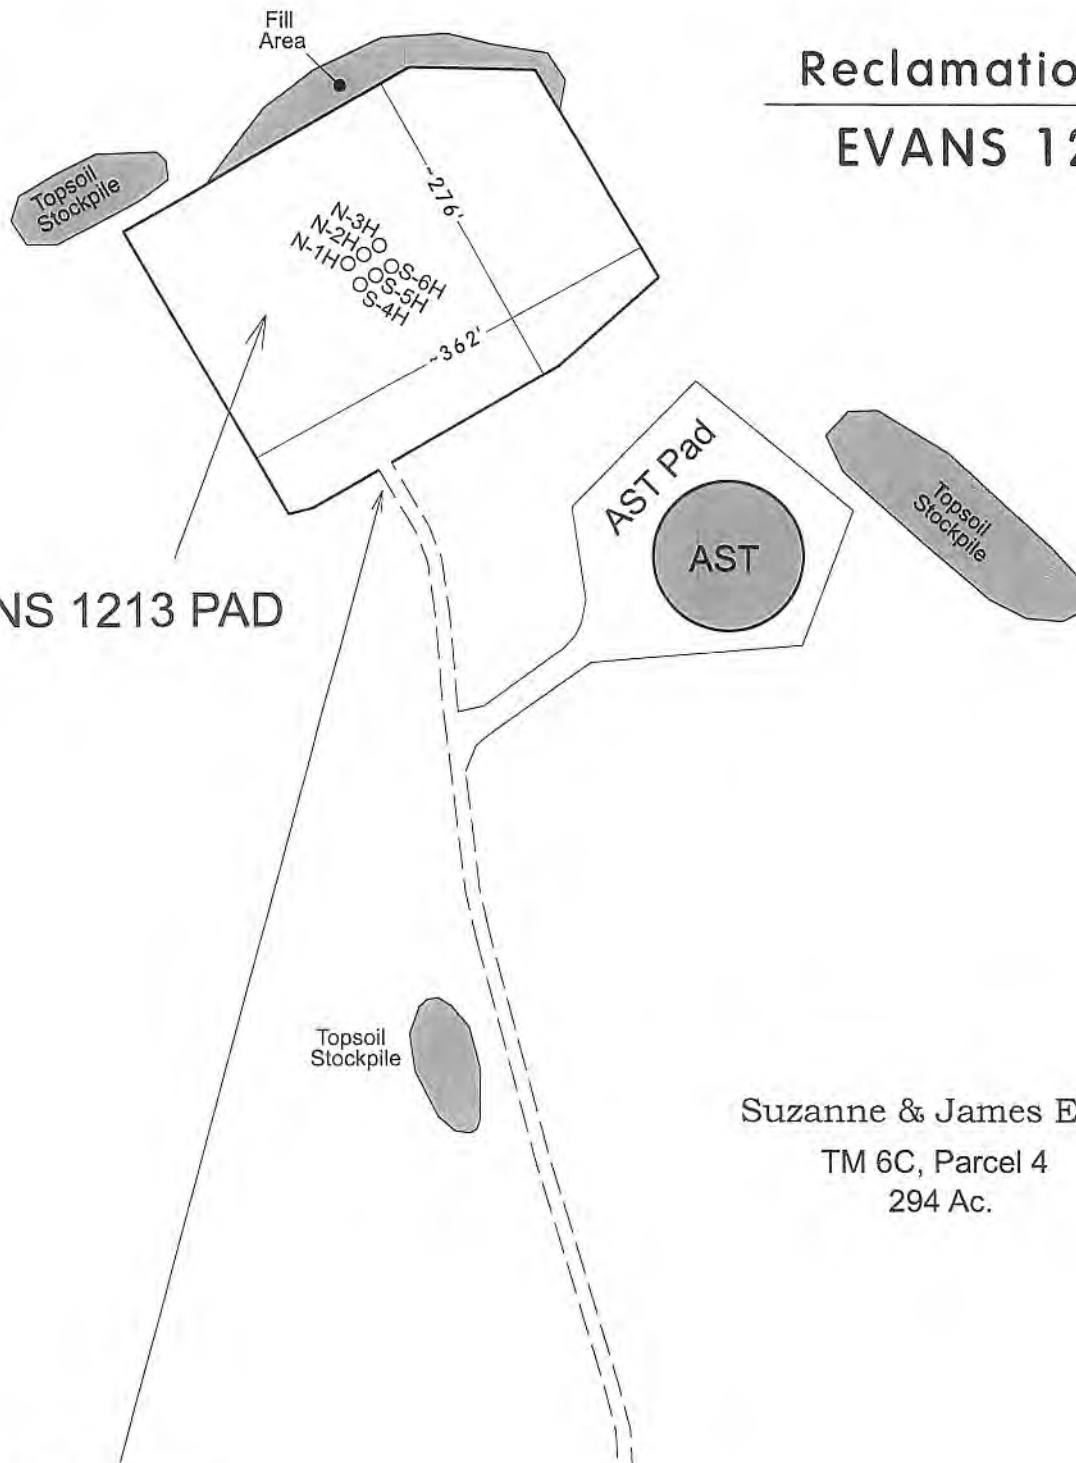 Fill
Area
Reclamatio
EVANS 12
Topsoil
Stockpile
~276'
N-3H
N-2H
N-1H
S-6H
S-5H
S-4H
~362'
AST Pad
AST
Topsoil
Stockpile
NS 1213 PAD
Topsoil
Stockpile
Suzanne & James E
TM 6C, Parcel 4
294 Ac.